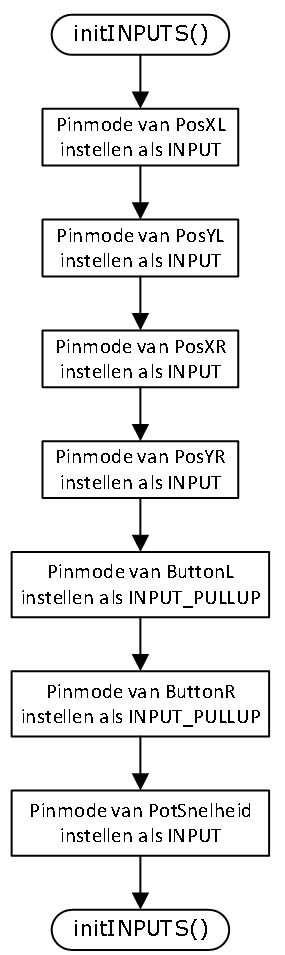 initINPUTS()
Pinmode van PosXL
instellen als INPUT
Pinmode van PosYL
instellen als INPUT
Pinmode van PosXR
instellen als INPUT
Pinmode van PosYR
instellen als INPUT
Pinmode van ButtonL
instellen als INPUT_PULLUP
Pinmode van ButtonR
instellen als INPUT_PULLUP
Pinmode van PotSnelheid
instellen als INPUT
initINPUTS()